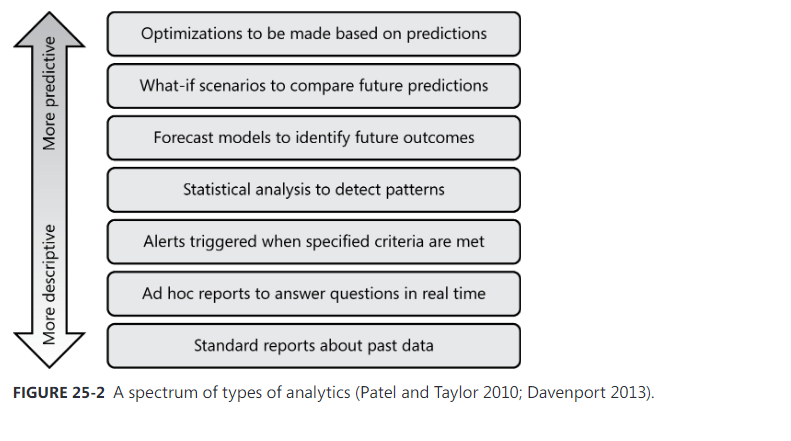 More predictive
More descriptive
Optimizations to be made based on predictions
What-if scenarios to compare future predictions
Forecast models to identify future outcomes
Statistical analysis to detect patterns
Alerts triggered when specified criteria are met
Ad hoc reports to answer questions in real time
Standard reports about past data
FIGURE 25-2 A spectrum of types of analytics (Patel and Taylor 2010; Davenport 2013).